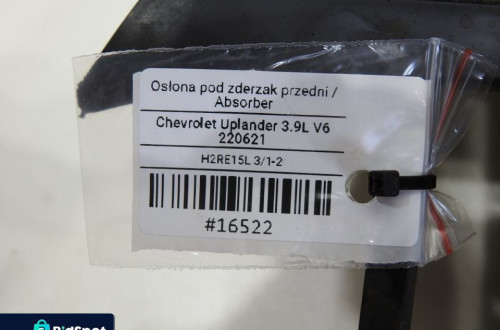 Osłona pod zderzak przedni /
Absorber
Chevrolet Uplander 3.9L V6
220621
H2RE15L 3/1-2
#16522